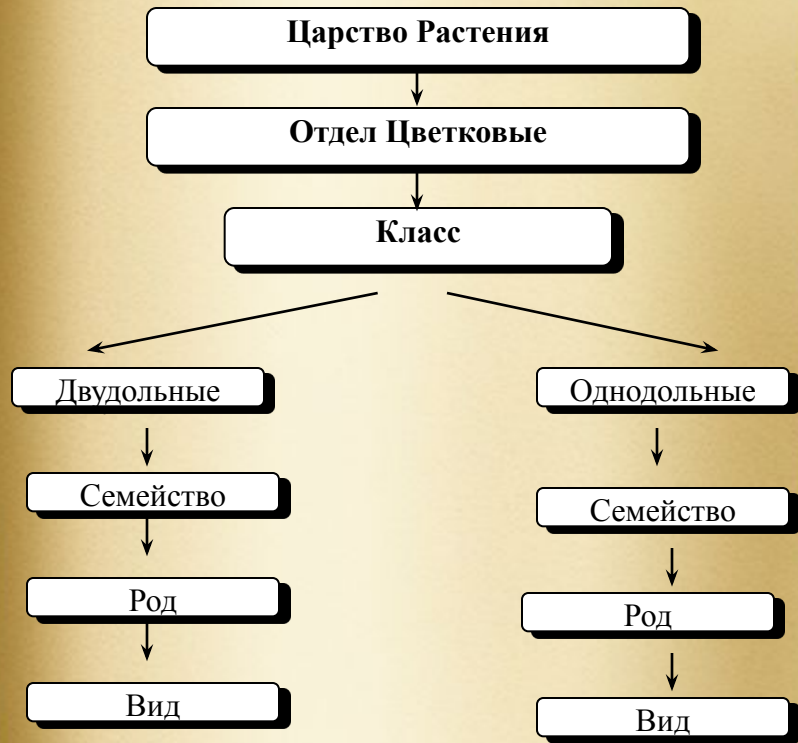 Царство Растения
Отдел Цветковые
Класс
Двудольные
Семейство
Род
Вид
Однодольные
Семейство
Род
Вид